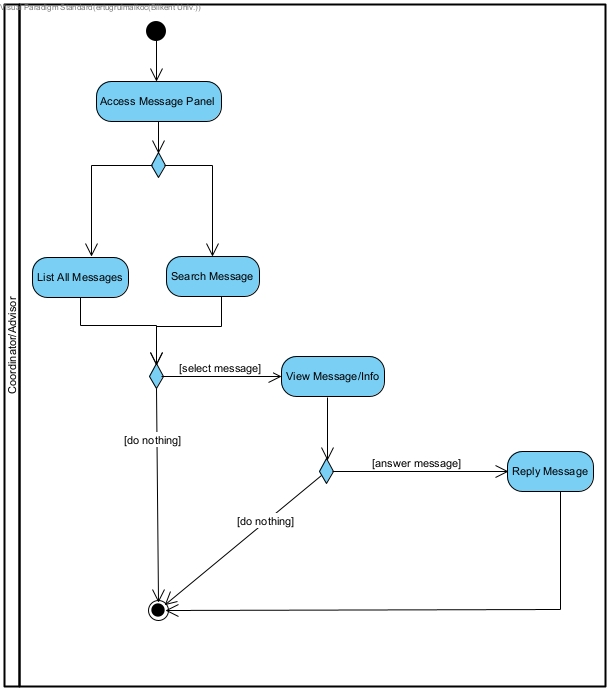 Visual Paradigm Standard(ertugrulmalkoc(Bilkent Univ.))
Access Message Panel
List All Messages
Search Message
Coordinator/Advisor
[select message]
View Message/Info
[do nothing]
[answer message]
Reply Message
[do nothing]